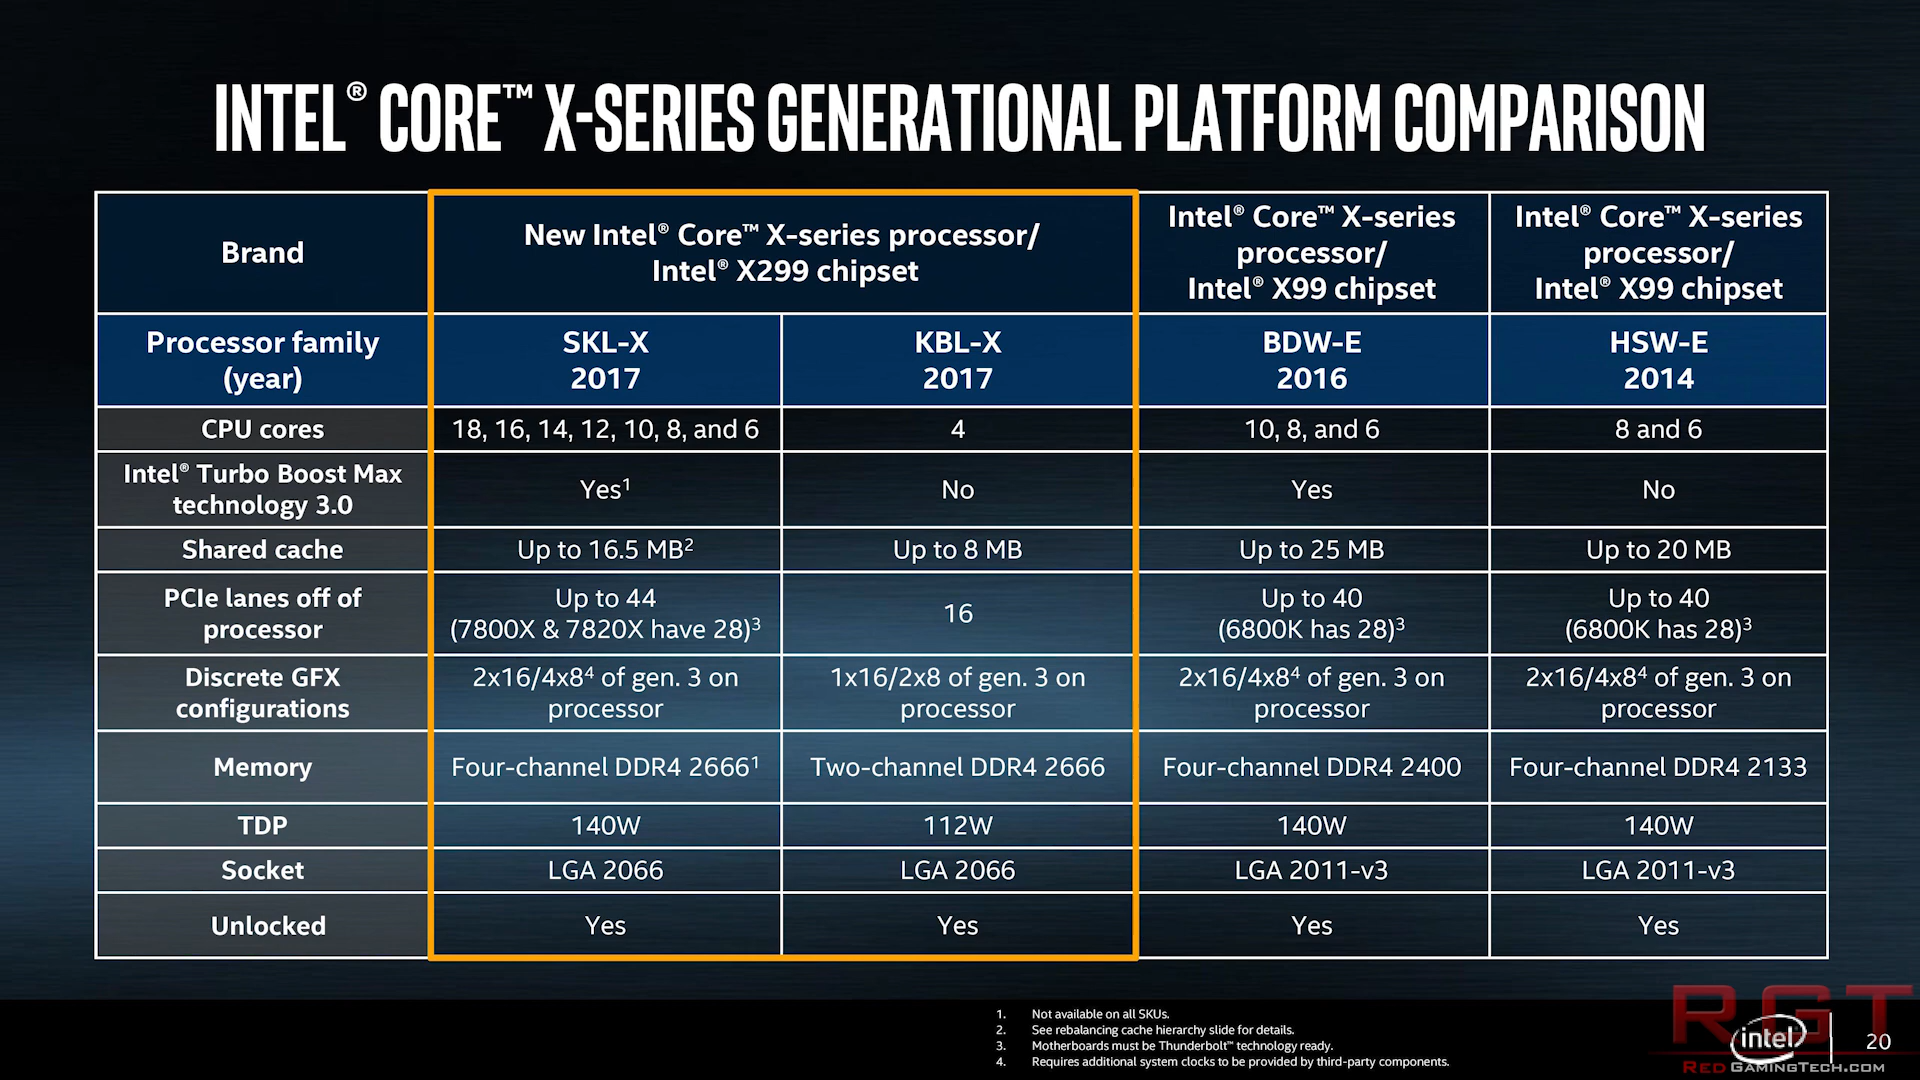 INTEL® CORE™ X-SERIES GENERATIONAL PLATFORM COMPARISON
Brand
New Intel® Core™ X-series processor/
Intel® X299 chipset
Intel® Core™ X-series
processor/
Intel® X99 chipset
Intel® Core™ X-series
processor/
Intel® X99 chipset
Processor family
(year)
SKL-X
2017
KBL-X
2017
BDW-E
2016
HSW-E
2014
CPU cores
18, 16, 14, 12, 10, 8, and 6
4
10, 8, and 6
8 and 6
Intel® Turbo Boost Max
technology 3.0
Yes¹
No
Yes
No
Shared cache
Up to 16.5 MB²
Up to 8 MB
Up to 25 MB
Up to 20 MB
PCIe lanes off of
processor
Up to 44
(7800X & 7820X have 28)³
16
Up to 40
(6800K has 28)³
Up to 40
(6800K has 28)³
Discrete GFX
configurations
2x16/4x8⁴ of gen. 3 on
processor
1x16/2x8 of gen. 3 on
processor
2x16/4x8⁴ of gen. 3 on
processor
2x16/4x8⁴ of gen. 3 on
processor
Memory
Four-channel DDR4 2666¹
Two-channel DDR4 2666
Four-channel DDR4 2400
Four-channel DDR4 2133
TDP
140W
112W
140W
140W
Socket
LGA 2066
LGA 2066
LGA 2011-v3
LGA 2011-v3
Unlocked
Yes
Yes
Yes
Yes
1. Not available on all SKUs.
2. See rebalancing cache hierarchy slide for details.
3. Motherboards must be Thunderbolt™ technology ready.
4. Requires additional system clocks to be provided by third-party components.
RGT
intel
20
REDGAMINGTECH.COM